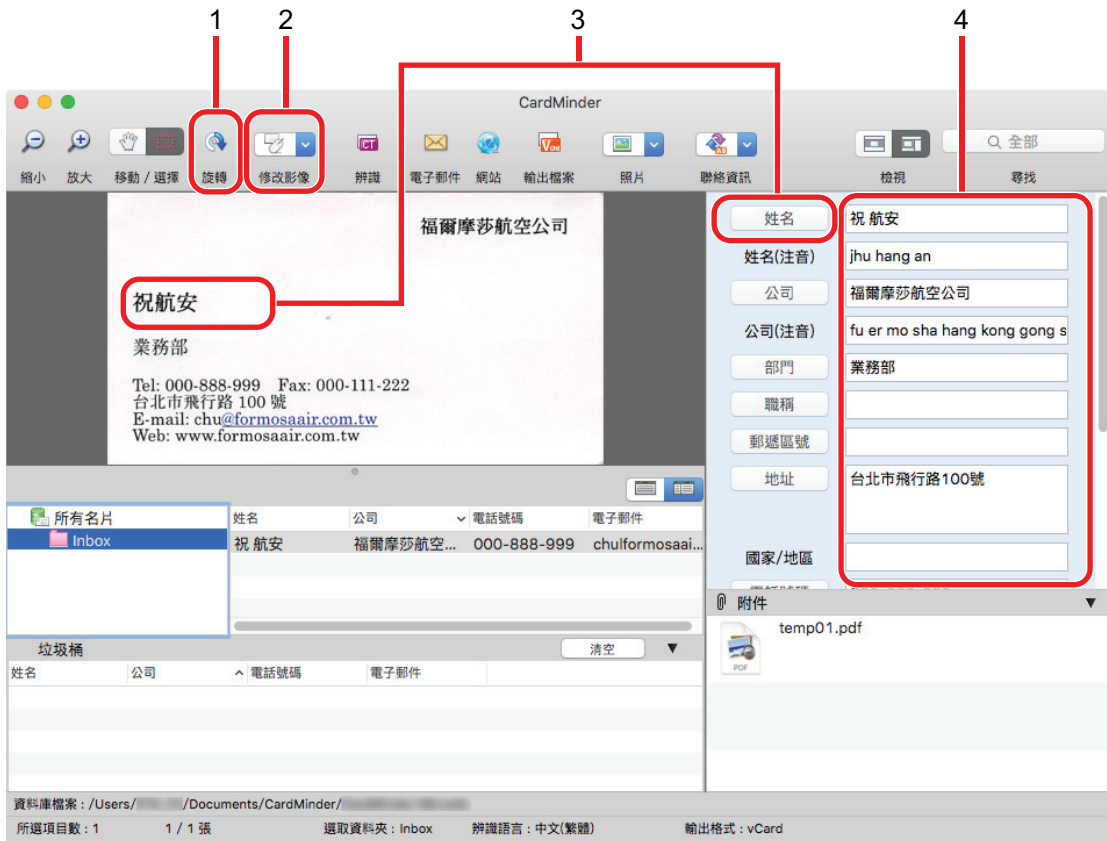 1 2 3 4
CardMinder
縮小 放大 移動 / 選擇 旋轉 修改影像 辨識 電子郵件 網站 輸出檔案 照片 聯絡資訊 檢視 尋找
全部
福爾摩莎航空公司
祝航安
業務部
Tel: 000-888-999 Fax: 000-111-222
台北市飛行路 100 號
E-mail: chu@formosaair.com.tw
Web: www.formosaair.com.tw
姓名 祝 航安
姓名(注音) jhu hang an
公司 福爾摩莎航空公司
公司(注音) fu er mo sha hang kong gong s
部門 業務部
職稱
郵遞區號
地址 台北市飛行路100號
國家/地區
所有名片
Inbox
姓名 公司 電話號碼 電子郵件
祝 航安 福爾摩莎航空... 000-888-999 chulformosaai...
附件
temp01.pdf
PDF
垃圾桶 清空
姓名 公司 電話號碼 電子郵件
資料庫檔案 : /Users/ /Documents/CardMinder/
所選項目數 : 1 1 / 1 張 選取資料夾 : Inbox 辨識語言 : 中文(繁體) 輸出格式 : vCard